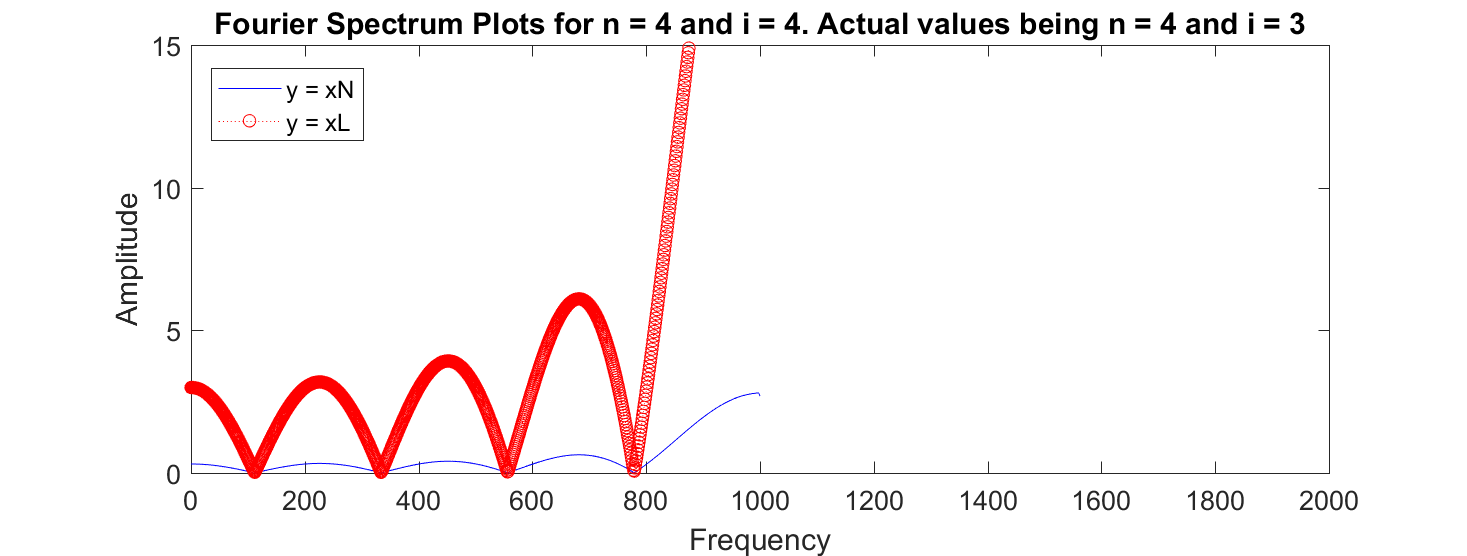 Fourier Spectrum Plots for n = 4 and i = 4. Actual values being n = 4 and i = 3
15
10
5
0
Amplitude
y = xN
y = xL
0 200 400 600 800 1000 1200 1400 1600 1800 2000
Frequency